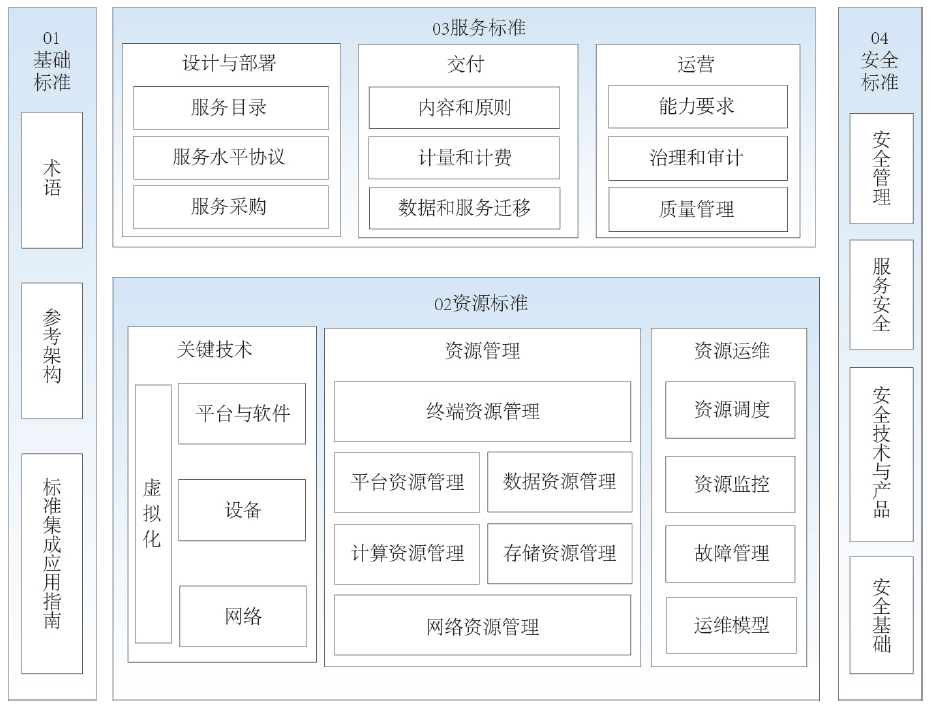 01
基础
标准
术语
参考架构
标准集成应用指南
03服务标准
设计与部署
服务目录
服务水平协议
服务采购
交付
内容和原则
计量和计费
数据和服务迁移
运营
能力要求
治理和审计
质量管理
02资源标准
关键技术
虚拟化
平台与软件
设备
网络
资源管理
终端资源管理
平台资源管理
数据资源管理
计算资源管理
存储资源管理
网络资源管理
资源运维
资源调度
资源监控
故障管理
运维模型
04
安全
标准
安全管理
服务安全
安全技术与产品
安全基础